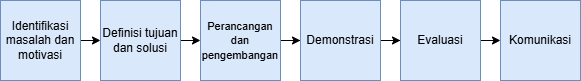 Identifikasi
masalah dan
motivasi
Definisi tujuan
dan solusi
Perancangan
dan
pengembangan
Demonstrasi
Evaluasi
Komunikasi